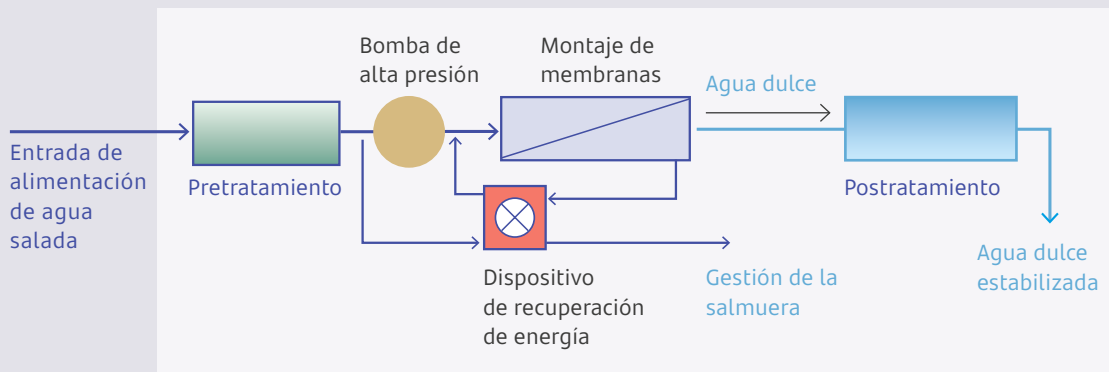 Bomba de
alta presión
Montaje de
membranas
Agua dulce
Entrada de
alimentación
de agua
salada
Pretratamiento
Postratamiento
Dispositivo
de recuperación
de energía
Gestión de la
salmuera
Agua dulce
estabilizada